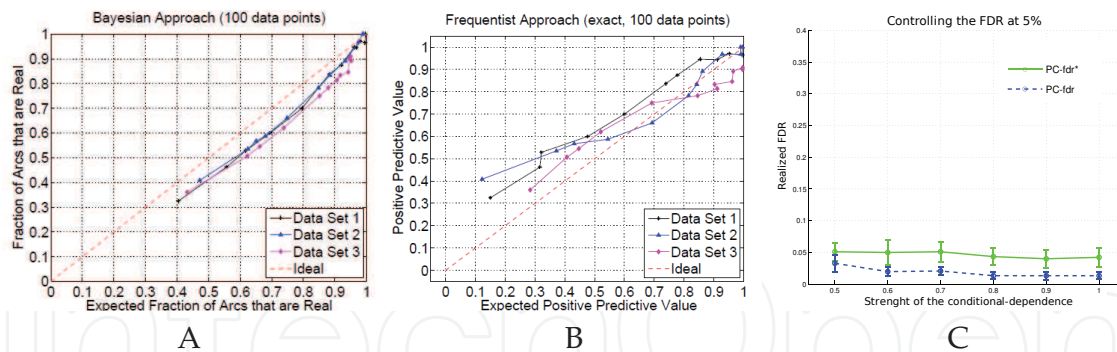 Bayesian Approach (100 data points)
Fraction of Arcs that are Real
1
0.9
0.8
0.7
0.6
0.5
0.4
0.3
0.2
0.1
0
0 0.1 0.2 0.3 0.4 0.5 0.6 0.7 0.8 0.9 1
Expected Fraction of Arcs that are Real
Data Set 1
Data Set 2
Data Set 3
Ideal
A
Frequentist Approach (exact, 100 data points)
Positive Predictive Value
1
0.9
0.8
0.7
0.6
0.5
0.4
0.3
0.2
0.1
0
0 0.1 0.2 0.3 0.4 0.5 0.6 0.7 0.8 0.9 1
Expected Positive Predictive Value
Data Set 1
Data Set 2
Data Set 3
Ideal
B
Controlling the FDR at 5%
Realized FDR
0.4
0.35
0.3
0.25
0.2
0.15
0.1
0.05
0
0.5 0.6 0.7 0.8 0.9 1
Strenght of the conditional-dependence
PC-fdr*
PC-fdr
C